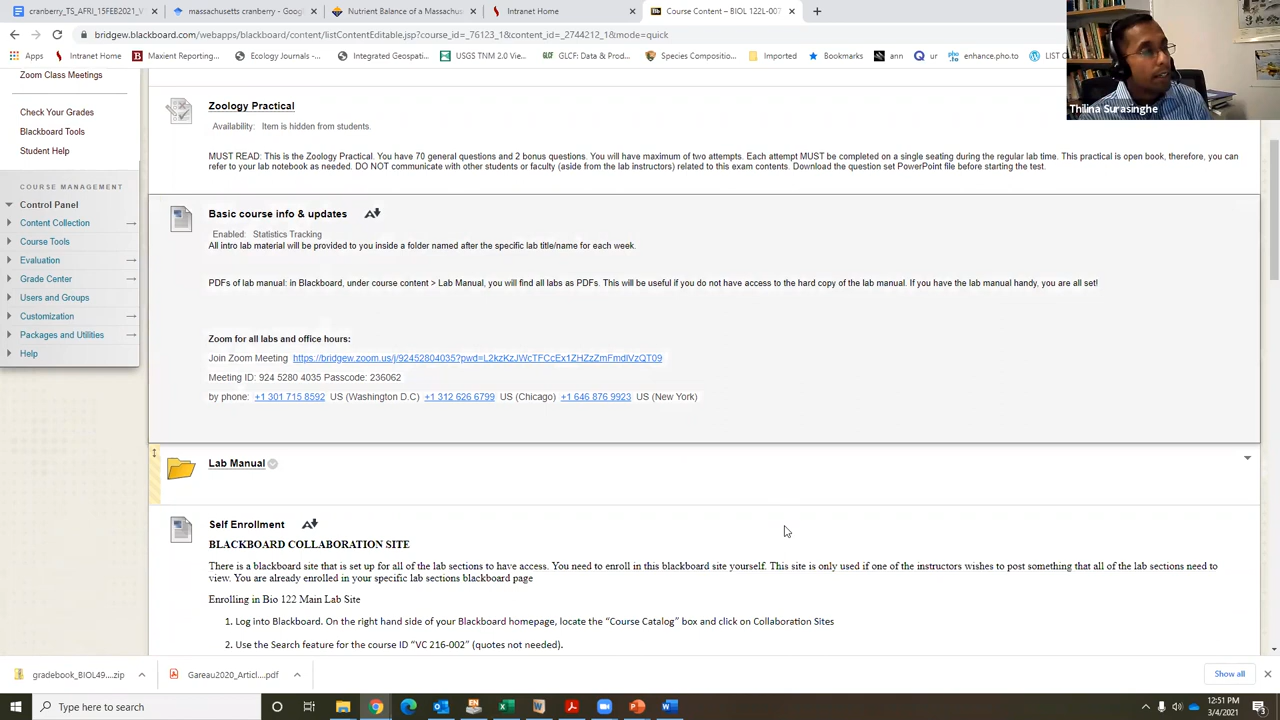 cranberry_TS_AFRI_15FEB2021_V
massachusetts cranberry - Googl
Nutrient Balance of a Massachus
Intranet Home
Course Content – BIOL 122L-007
bridgew.blackboard.com/webapps/blackboard/content/listContentEditable.jsp?course_id=_76123_1&content_id=_2744212_1&mode=quick
Apps
Intranet Home
Maxient Reporting...
Ecology Journals -...
Integrated Geospati...
USGS TNM 2.0 View...
GLCF: Data & Prod...
Species Composition...
Imported
Bookmarks
ann
ur
enhance.pho.to
LIST O
Thilina Surasinghe
Zoom Class Meetings
Check Your Grades
Blackboard Tools
Student Help
COURSE MANAGEMENT
Control Panel
Content Collection
Course Tools
Evaluation
Grade Center
Users and Groups
Customization
Packages and Utilities
Help
Zoology Practical
Availability: Item is hidden from students.
MUST READ: This is the Zoology Practical. You have 70 general questions and 2 bonus questions. You will have maximum of two attempts. Each attempt MUST be completed on a single seating during the regular lab time. This practical is open book, therefore, you can
refer to your lab notebook as needed. DO NOT communicate with other students or faculty (aside from the lab instructors) related to this exam contents. Download the question set PowerPoint file before starting the test.
Basic course info & updates
Enabled: Statistics Tracking
All intro lab material will be provided to you inside a folder named after the specific lab title/name for each week.
PDFs of lab manual: in Blackboard, under course content > Lab Manual, you will find all labs as PDFs. This will be useful if you do not have access to the hard copy of the lab manual. If you have the lab manual handy, you are all set!
Zoom for all labs and office hours:
Join Zoom Meeting https://bridgew.zoom.us/j/92452804035?pwd=L2kzKzJWcTFCcEx1ZHZzZmFmdlVzQT09
Meeting ID: 924 5280 4035 Passcode: 236062
by phone: +1 301 715 8592 US (Washington D.C) +1 312 626 6799 US (Chicago) +1 646 876 9923 US (New York)
Lab Manual
Self Enrollment
BLACKBOARD COLLABORATION SITE
There is a blackboard site that is set up for all of the lab sections to have access. You need to enroll in this blackboard site yourself. This site is only used if one of the instructors wishes to post something that all of the lab sections need to
view. You are already enrolled in your specific lab sections blackboard page
Enrolling in Bio 122 Main Lab Site
1. Log into Blackboard. On the right hand side of your Blackboard homepage, locate the “Course Catalog” box and click on Collaboration Sites
2. Use the Search feature for the course ID “VC 216-002” (quotes not needed).
gradebook_BIOL49....zip
Gareau2020_Articl....pdf
Show all
Type here to search
12:51 PM
3/4/2021